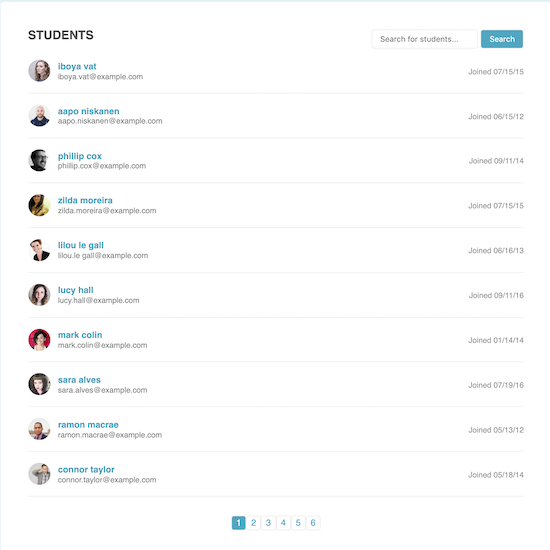 STUDENTS
Search for students...
Search
iboya vat
iboya.vat@example.com
Joined 07/15/15
aapo niskanen
aapo.niskanen@example.com
Joined 06/15/12
phillip cox
phillip.cox@example.com
Joined 09/11/14
zilda moreira
zilda.moreira@example.com
Joined 07/15/15
lilou le gall
lilou.le gall@example.com
Joined 06/16/13
lucy hall
lucy.hall@example.com
Joined 09/11/16
mark colin
mark.colin@example.com
Joined 01/14/14
sara alves
sara.alves@example.com
Joined 07/19/16
ramon macrae
ramon.macrae@example.com
Joined 05/13/12
connor taylor
connor.taylor@example.com
Joined 05/18/14
1 2 3 4 5 6